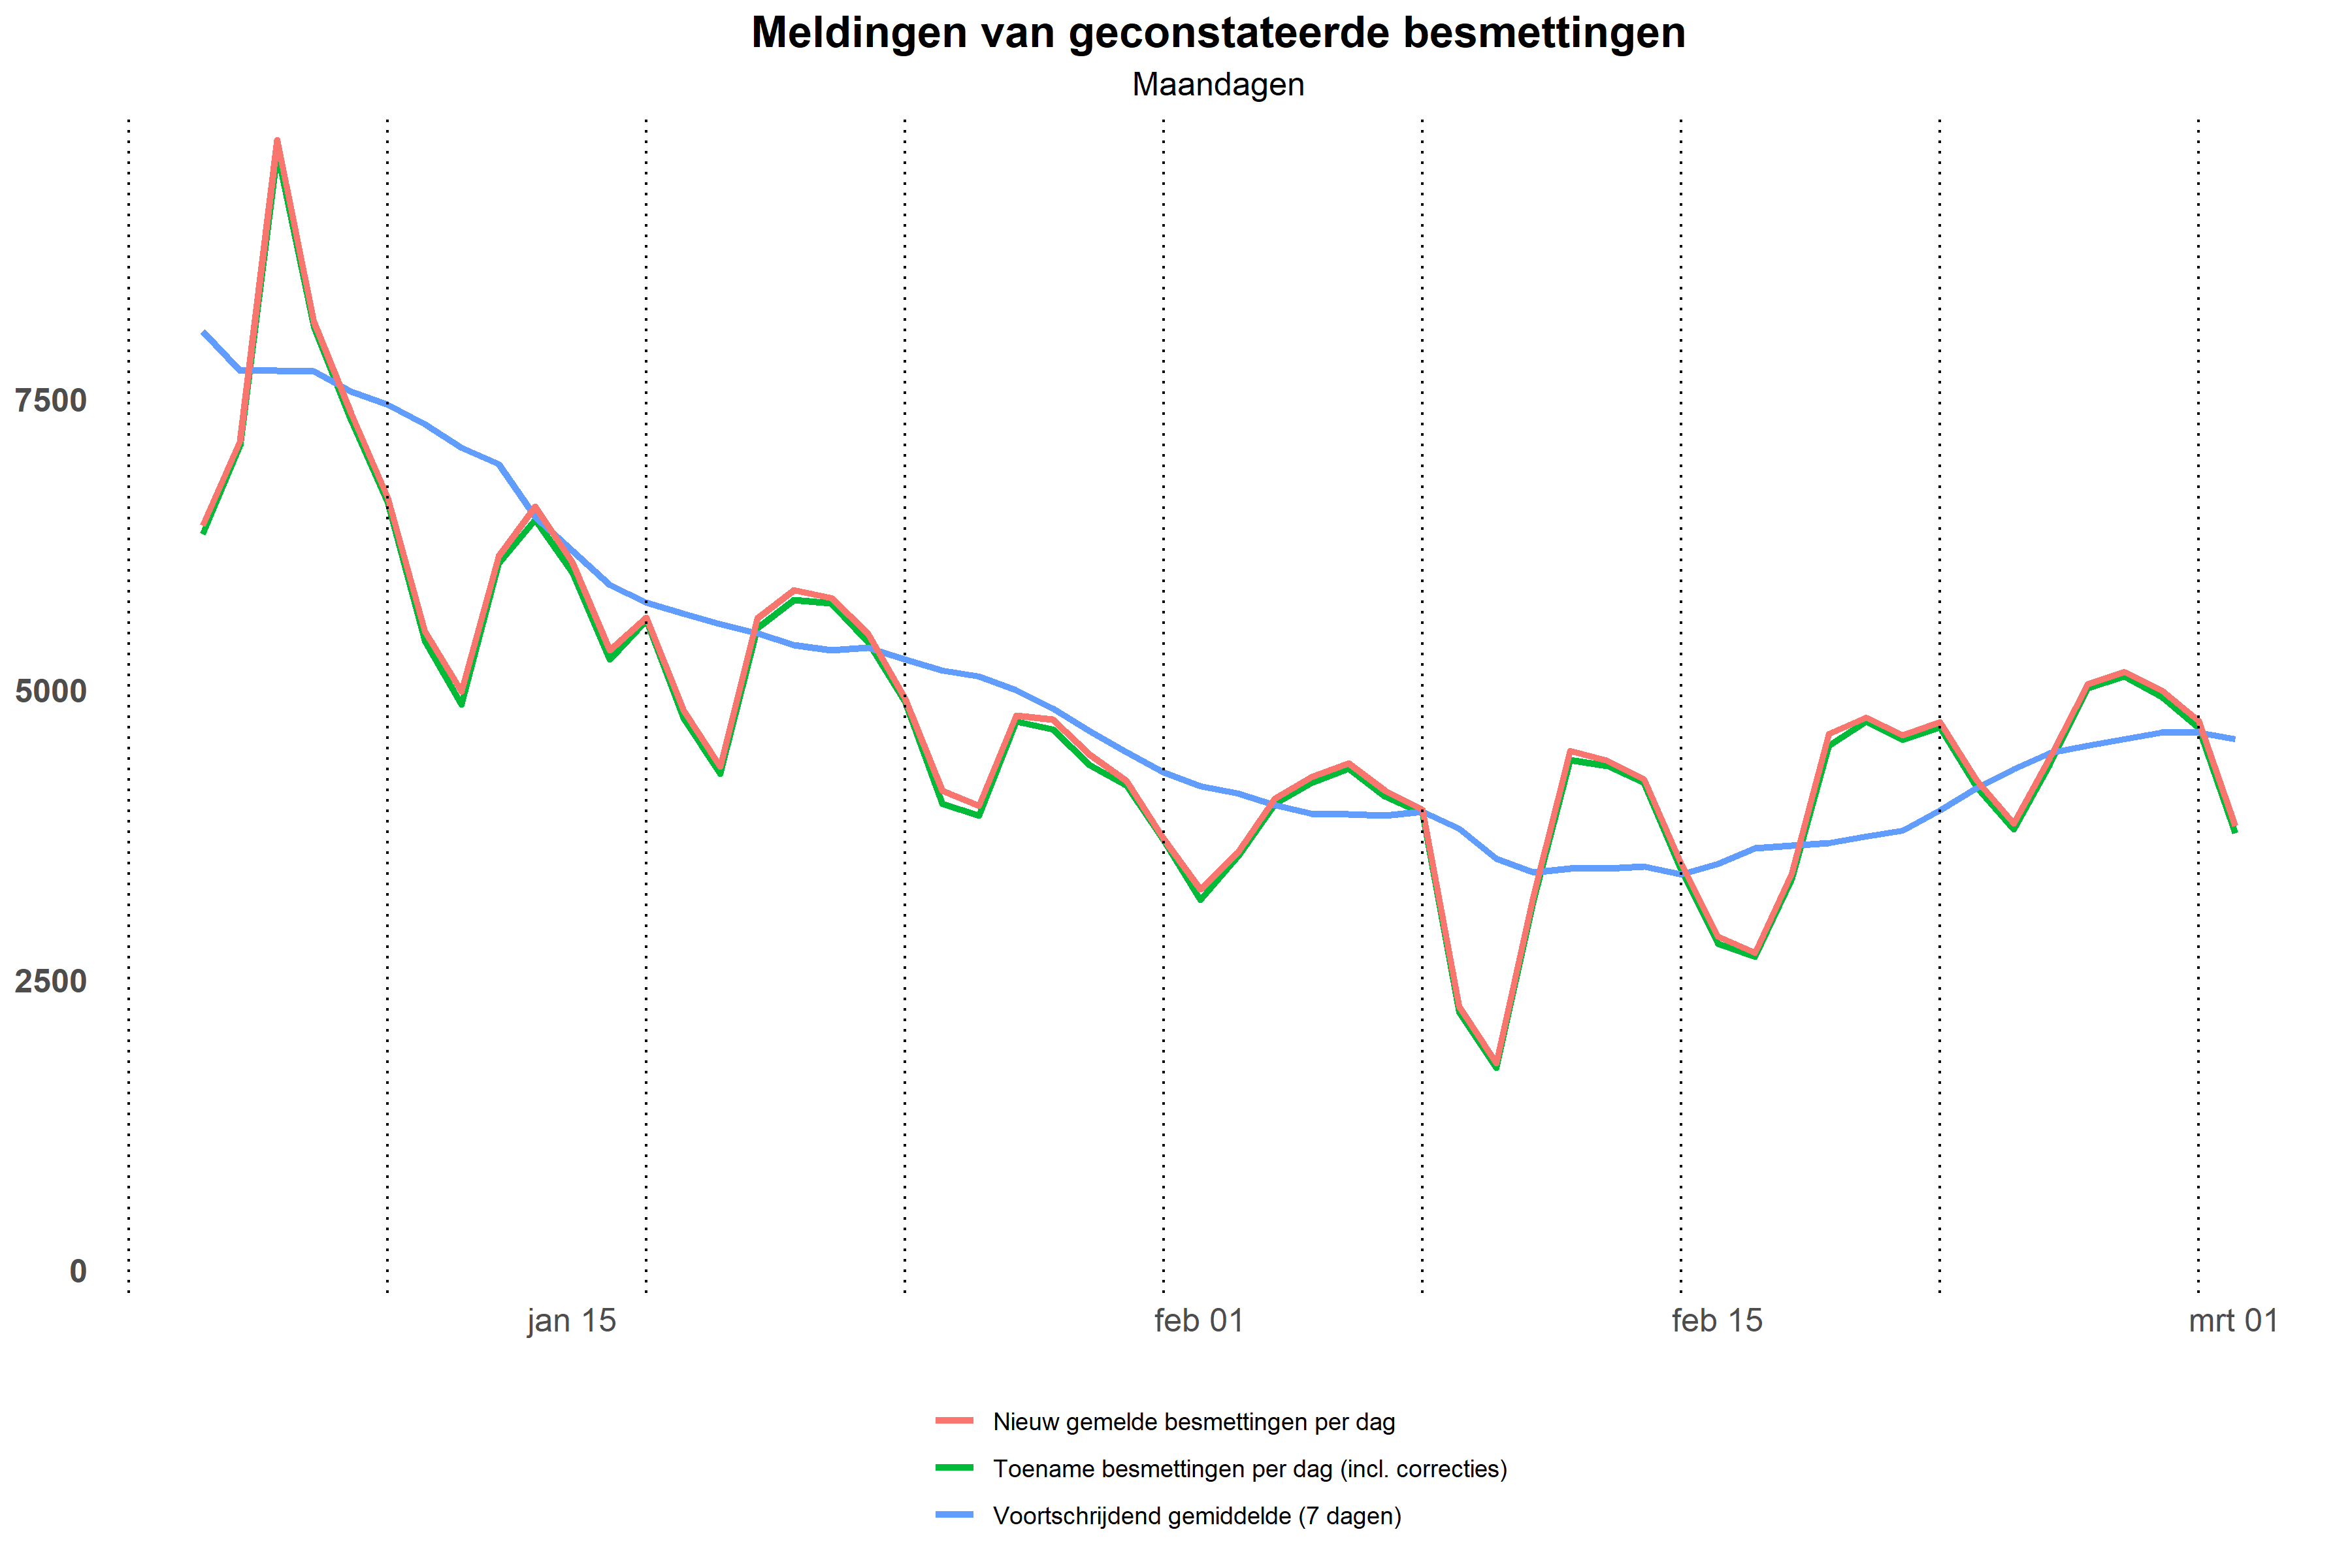 Meldingen van geconstateerde besmettingen
Maandagen
7500
5000
2500
0
jan 15
feb 01
feb 15
mrt 01
Nieuw gemelde besmettingen per dag
Toename besmettingen per dag (incl. correcties)
Voortschrijdend gemiddelde (7 dagen)